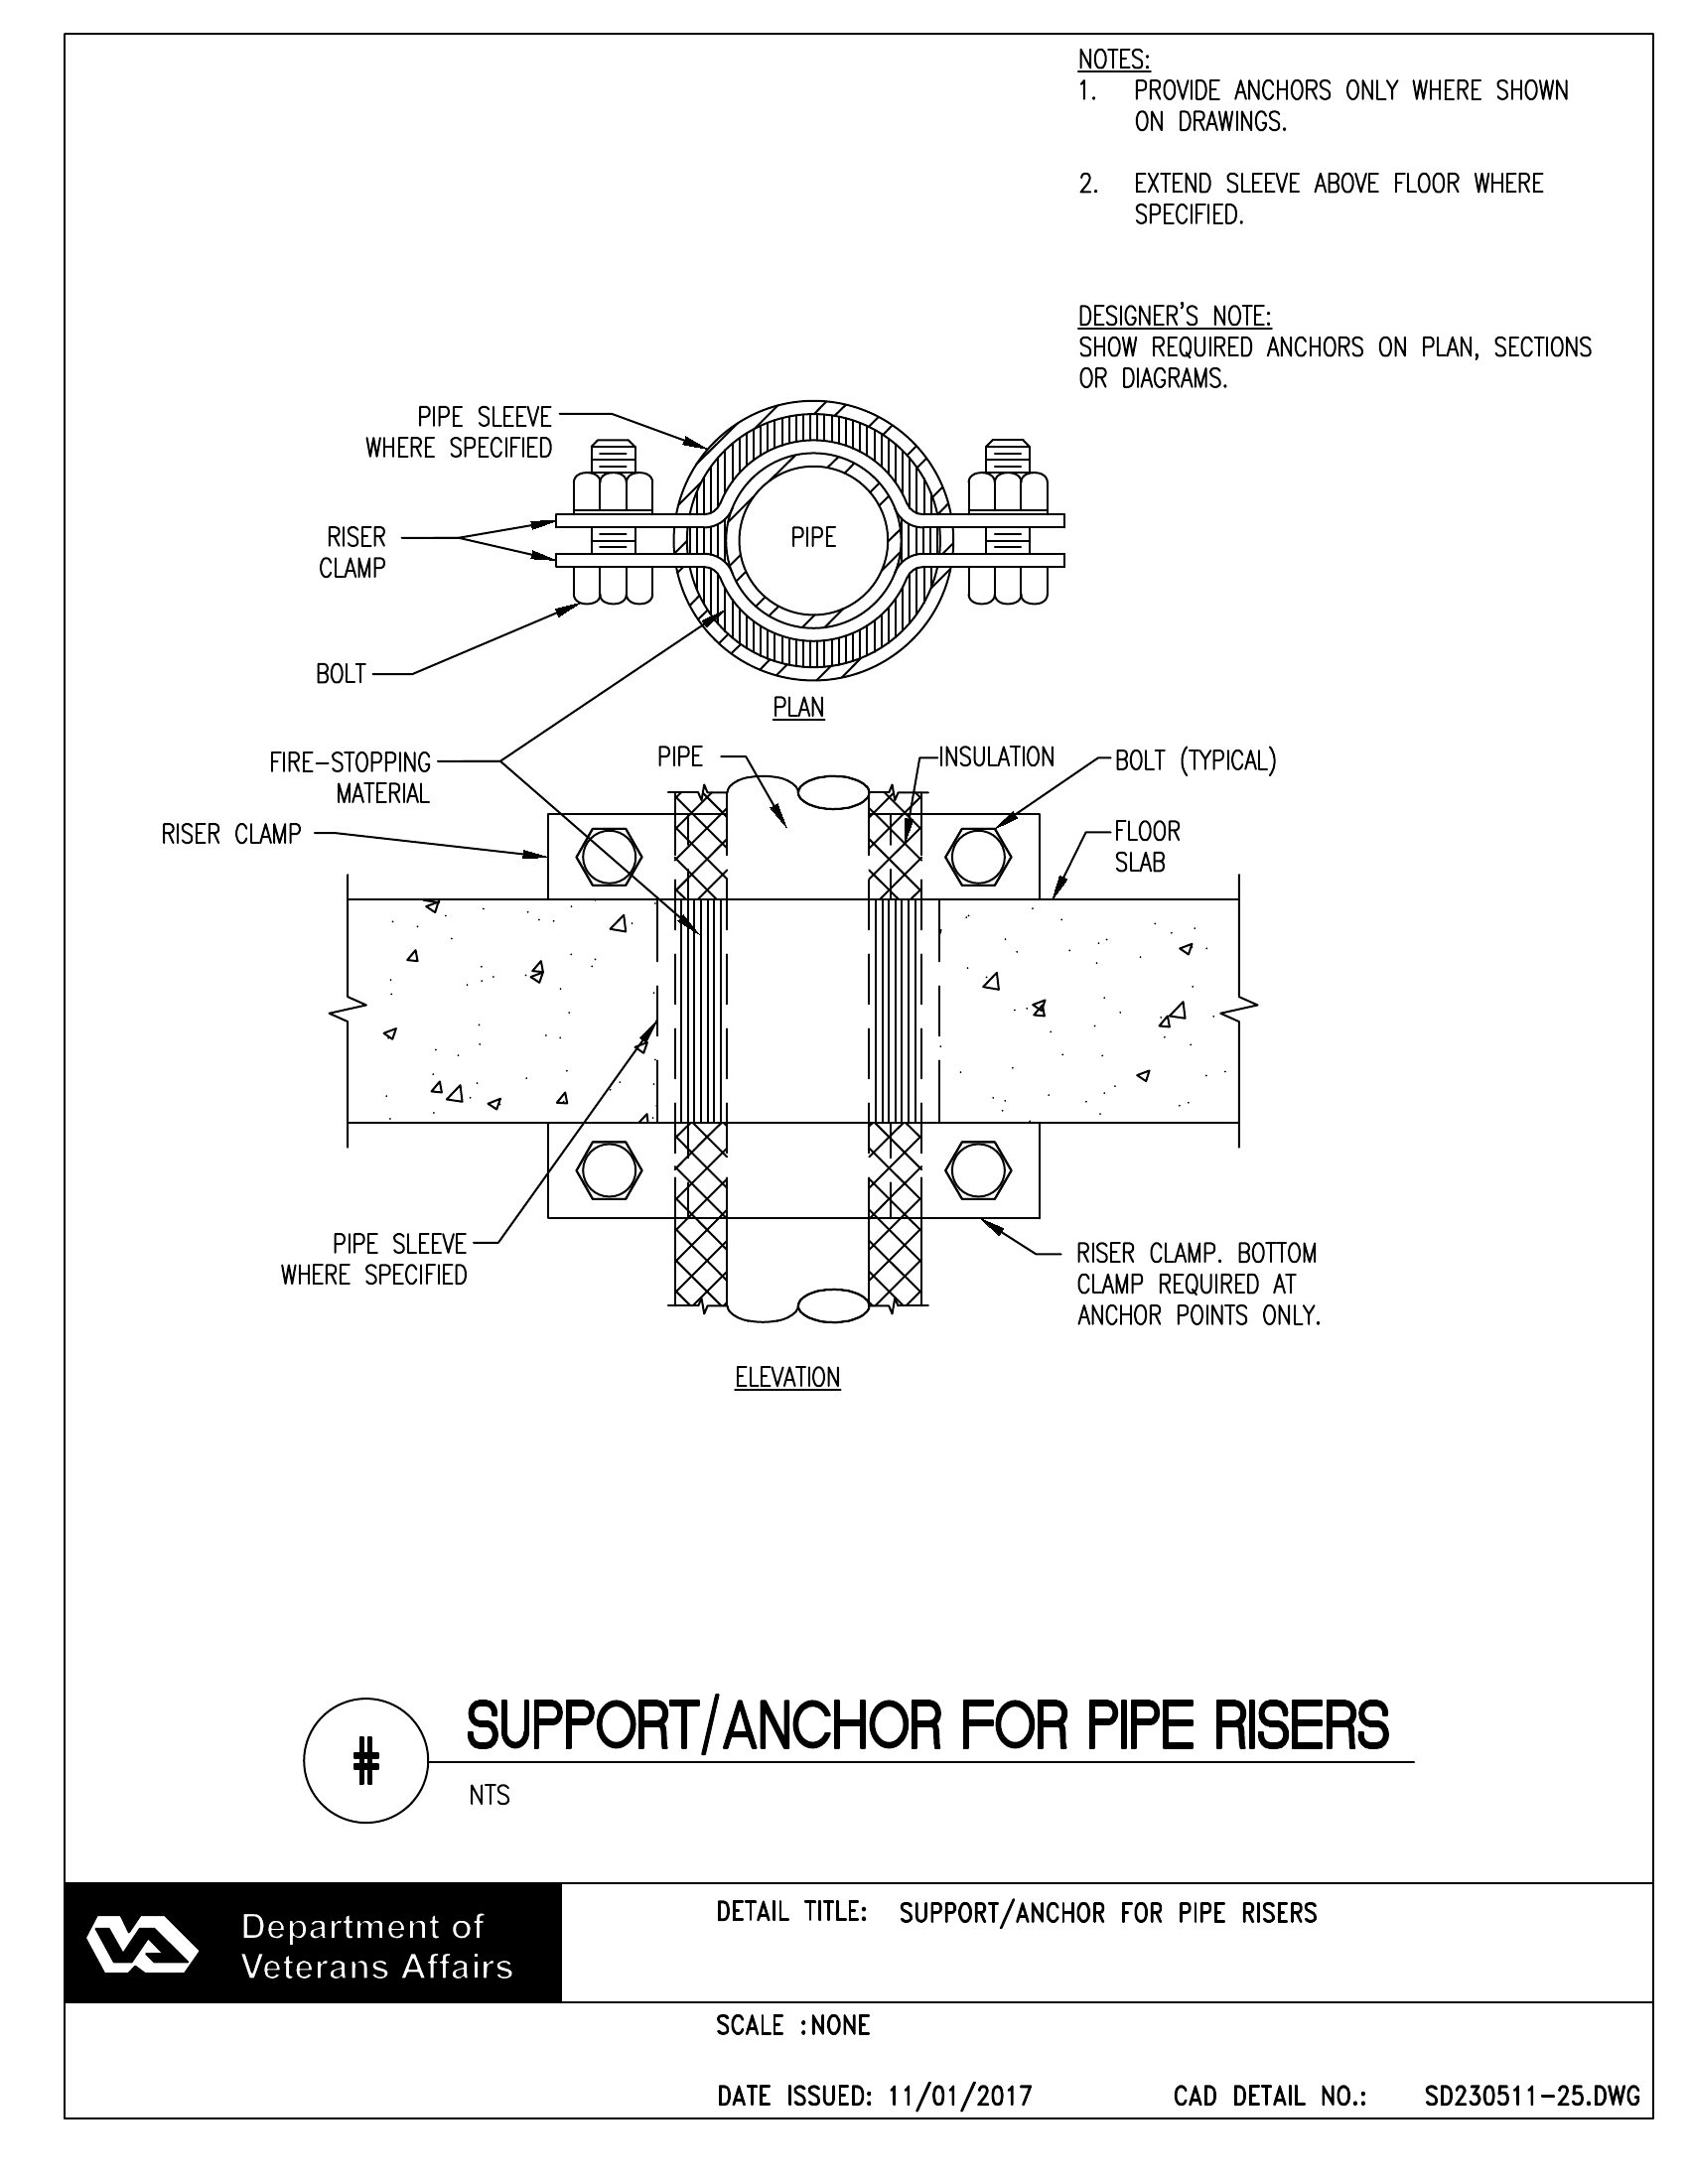 NOTES:
1. PROVIDE ANCHORS ONLY WHERE SHOWN
ON DRAWINGS.
2. EXTEND SLEEVE ABOVE FLOOR WHERE
SPECIFIED.
DESIGNER'S NOTE:
SHOW REQUIRED ANCHORS ON PLAN, SECTIONS
OR DIAGRAMS.
PIPE SLEEVE
WHERE SPECIFIED
RISER
CLAMP
PIPE
BOLT
PLAN
FIRE-STOPPING
MATERIAL
PIPE
INSULATION
BOLT (TYPICAL)
RISER CLAMP
FLOOR
SLAB
PIPE SLEEVE
WHERE SPECIFIED
RISER CLAMP. BOTTOM
CLAMP REQUIRED AT
ANCHOR POINTS ONLY.
ELEVATION
#
SUPPORT/ANCHOR FOR PIPE RISERS
NTS
VA
Department of
Veterans Affairs
DETAIL TITLE: SUPPORT/ANCHOR FOR PIPE RISERS
SCALE :NONE
DATE ISSUED: 11/01/2017 CAD DETAIL NO.: SD230511-25.DWG